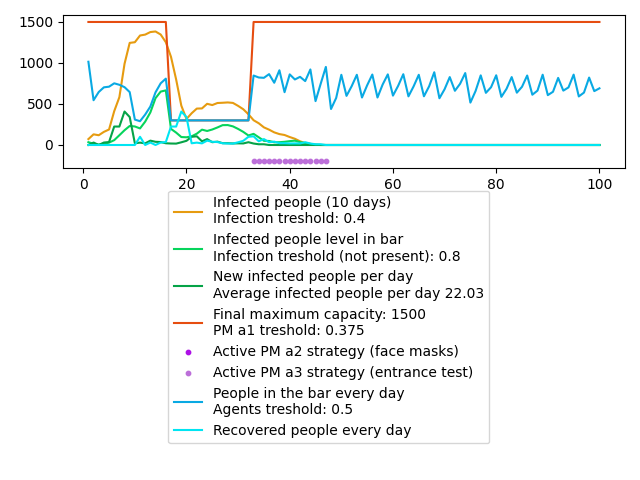 1500
1000
500
0
0 20 40 60 80 100
Infected people (10 days)
Infection treshold: 0.4
Infected people level in bar
Infection treshold (not present): 0.8
New infected people per day
Average infected people per day 22.03
Final maximum capacity: 1500
PM a1 treshold: 0.375
Active PM a2 strategy (face masks)
Active PM a3 strategy (entrance test)
People in the bar every day
Agents treshold: 0.5
Recovered people every day